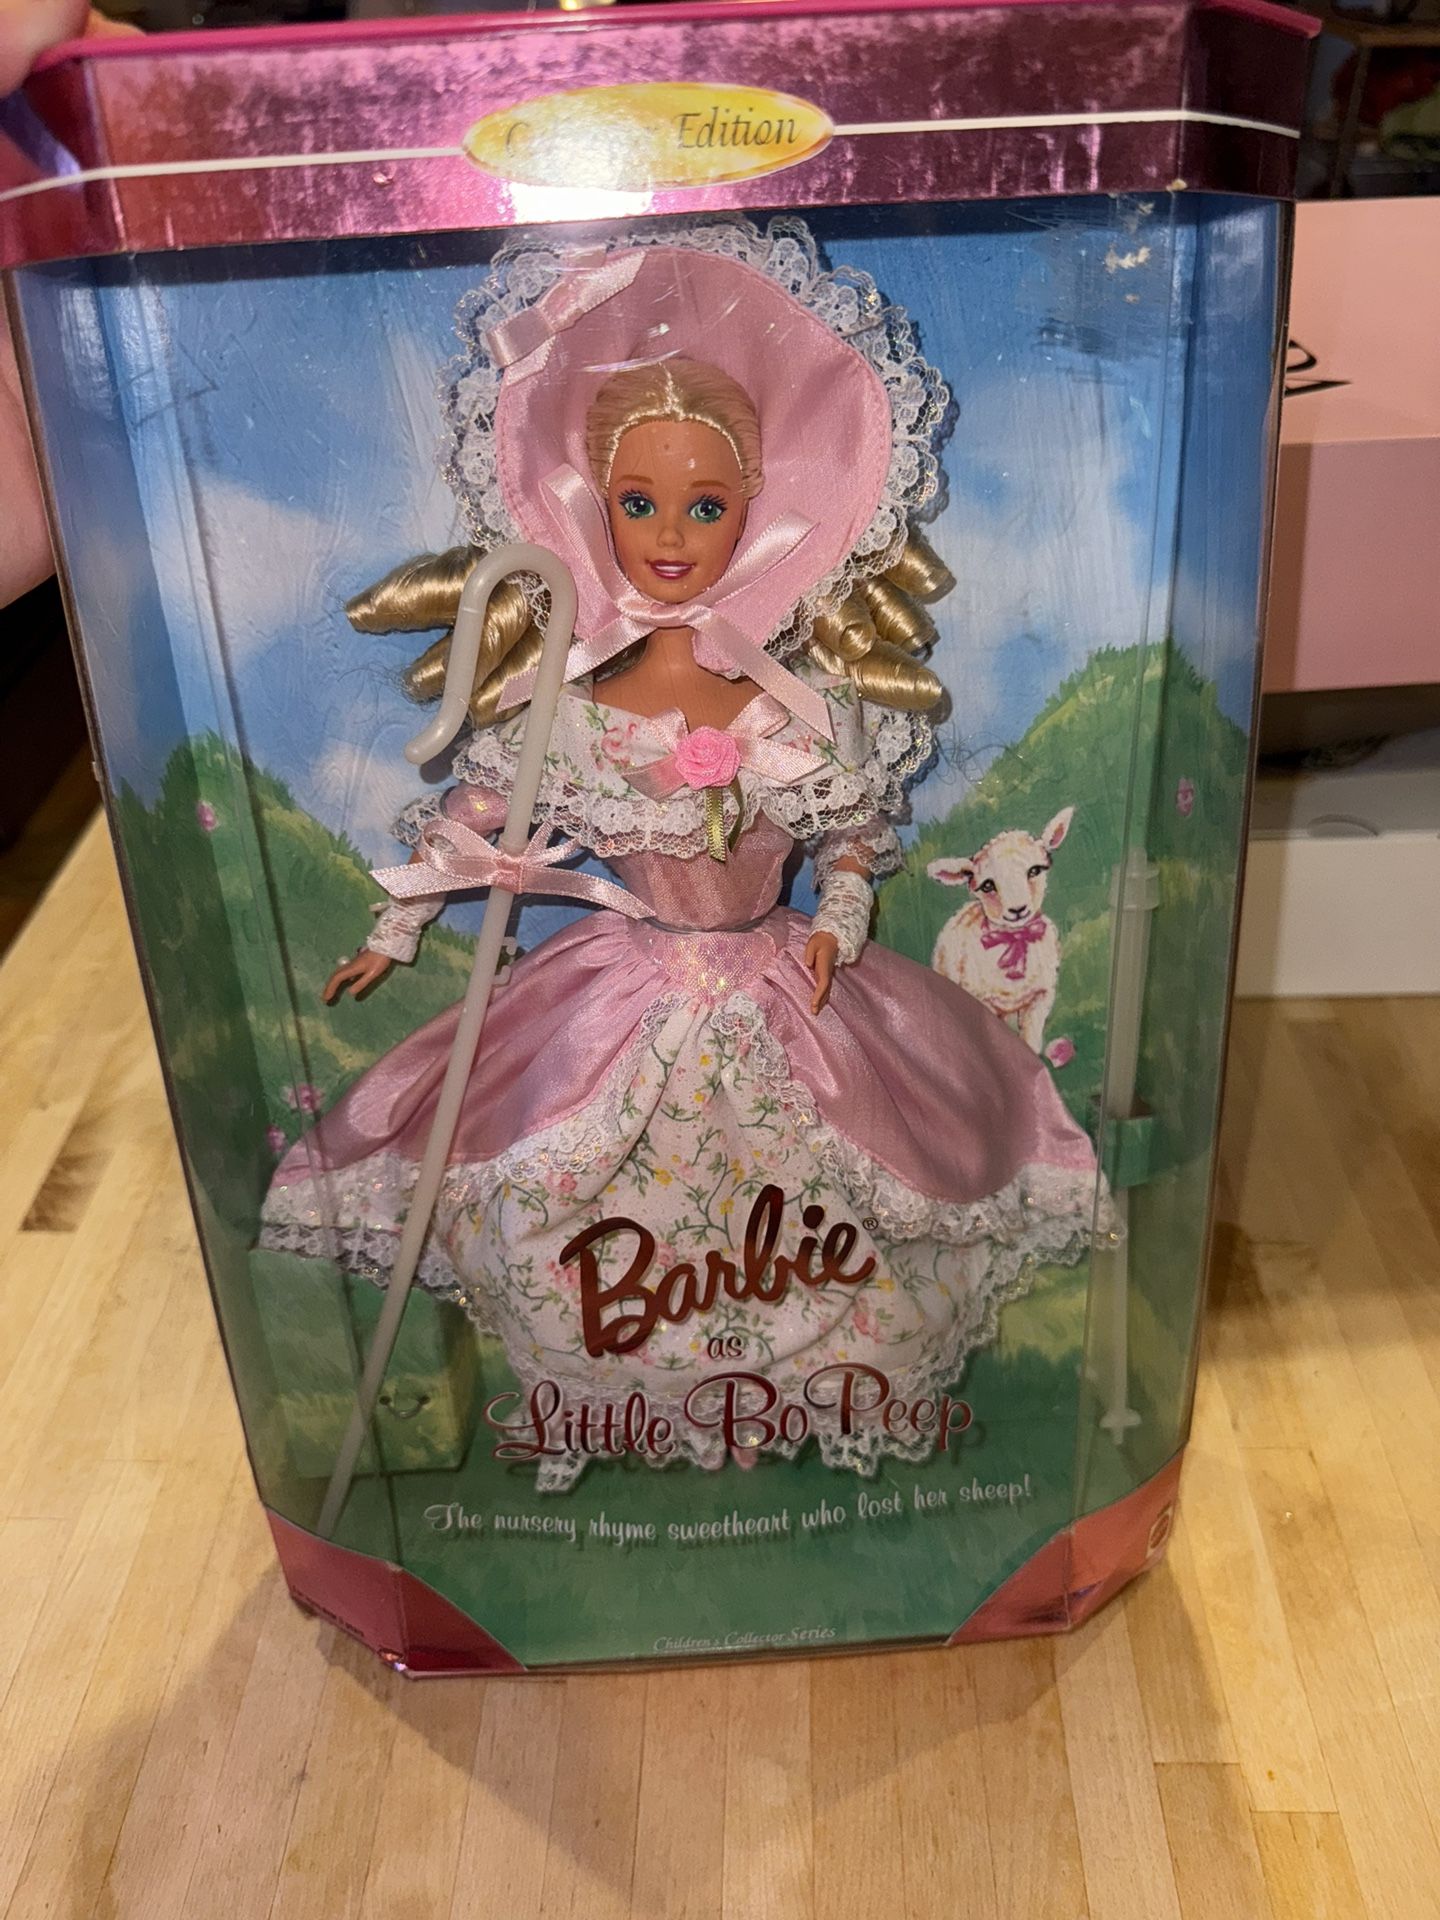 Edition
Barbie®
as
Little Bo Peep
The nursery rhyme sweetheart who lost her sheep!
Children's Collector Series